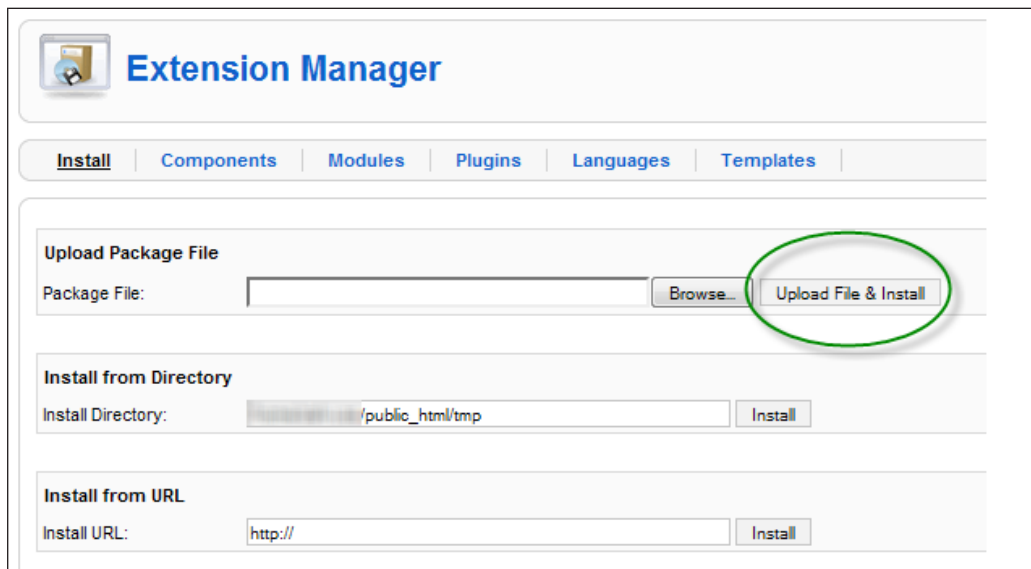 Extension Manager
Install Components Modules Plugins Languages Templates
Upload Package File
Package File: Browse... Upload File & Install
Install from Directory
Install Directory: /public_html/tmp Install
Install from URL
Install URL: http:// Install